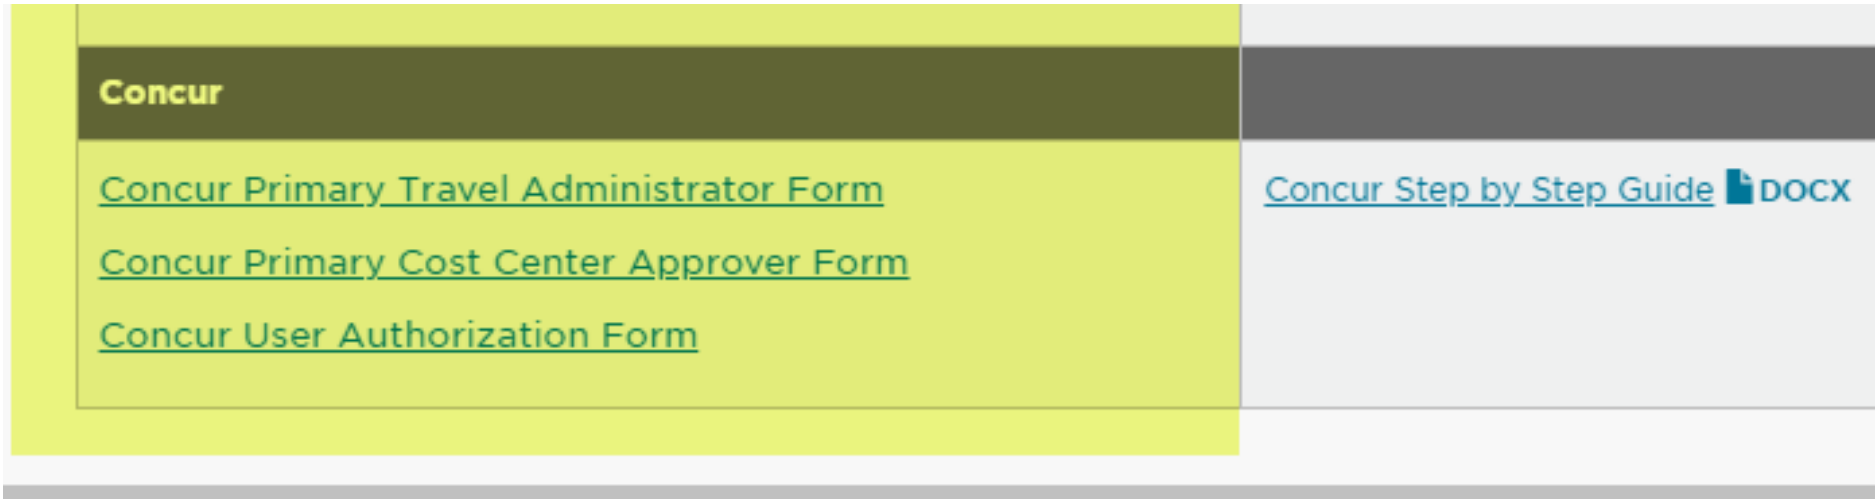 Concur
Concur Primary Travel Administrator Form
Concur Primary Cost Center Approver Form
Concur User Authorization Form
Concur Step by Step Guide DOCX